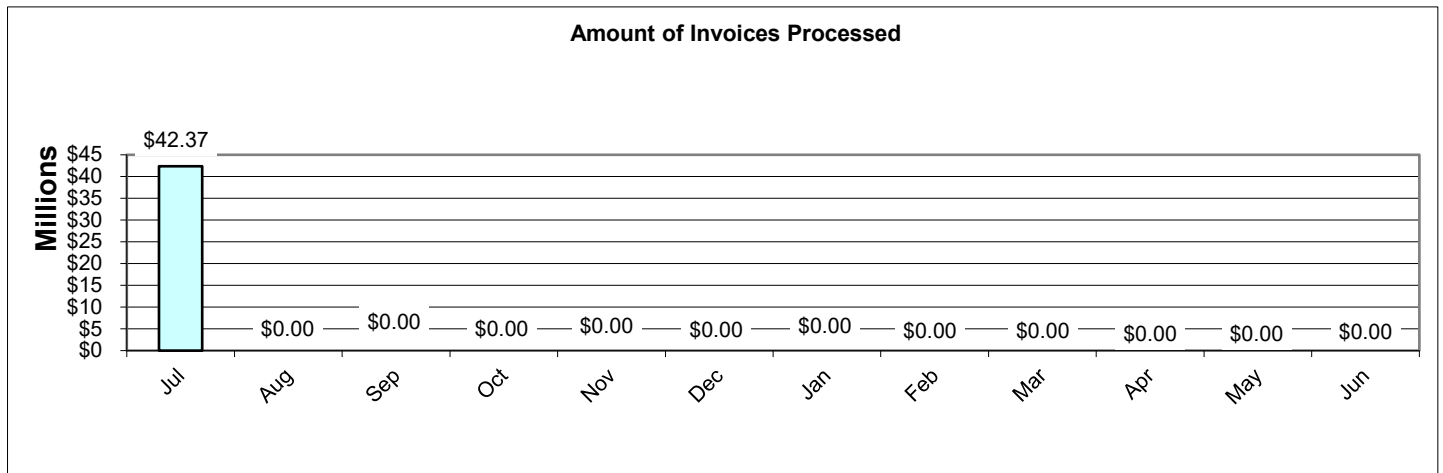 Amount of Invoices Processed
Millions
$42.37
$45
$40
$35
$30
$25
$20
$15
$10
$5
$0
$0.00
$0.00
$0.00
$0.00
$0.00
$0.00
$0.00
$0.00
$0.00
$0.00
$0.00
Jul
Aug
Sep
Oct
Nov
Dec
Jan
Feb
Mar
Apr
May
Jun